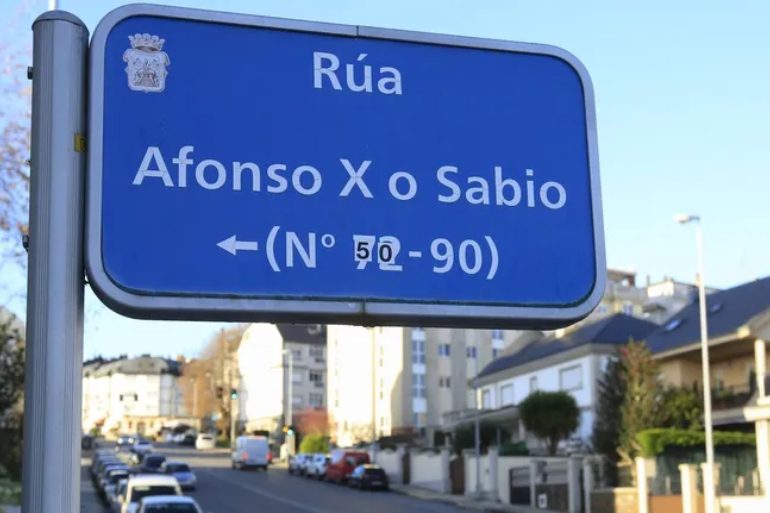 Rúa
Afonso X o Sabio
← (Nº 50-90)